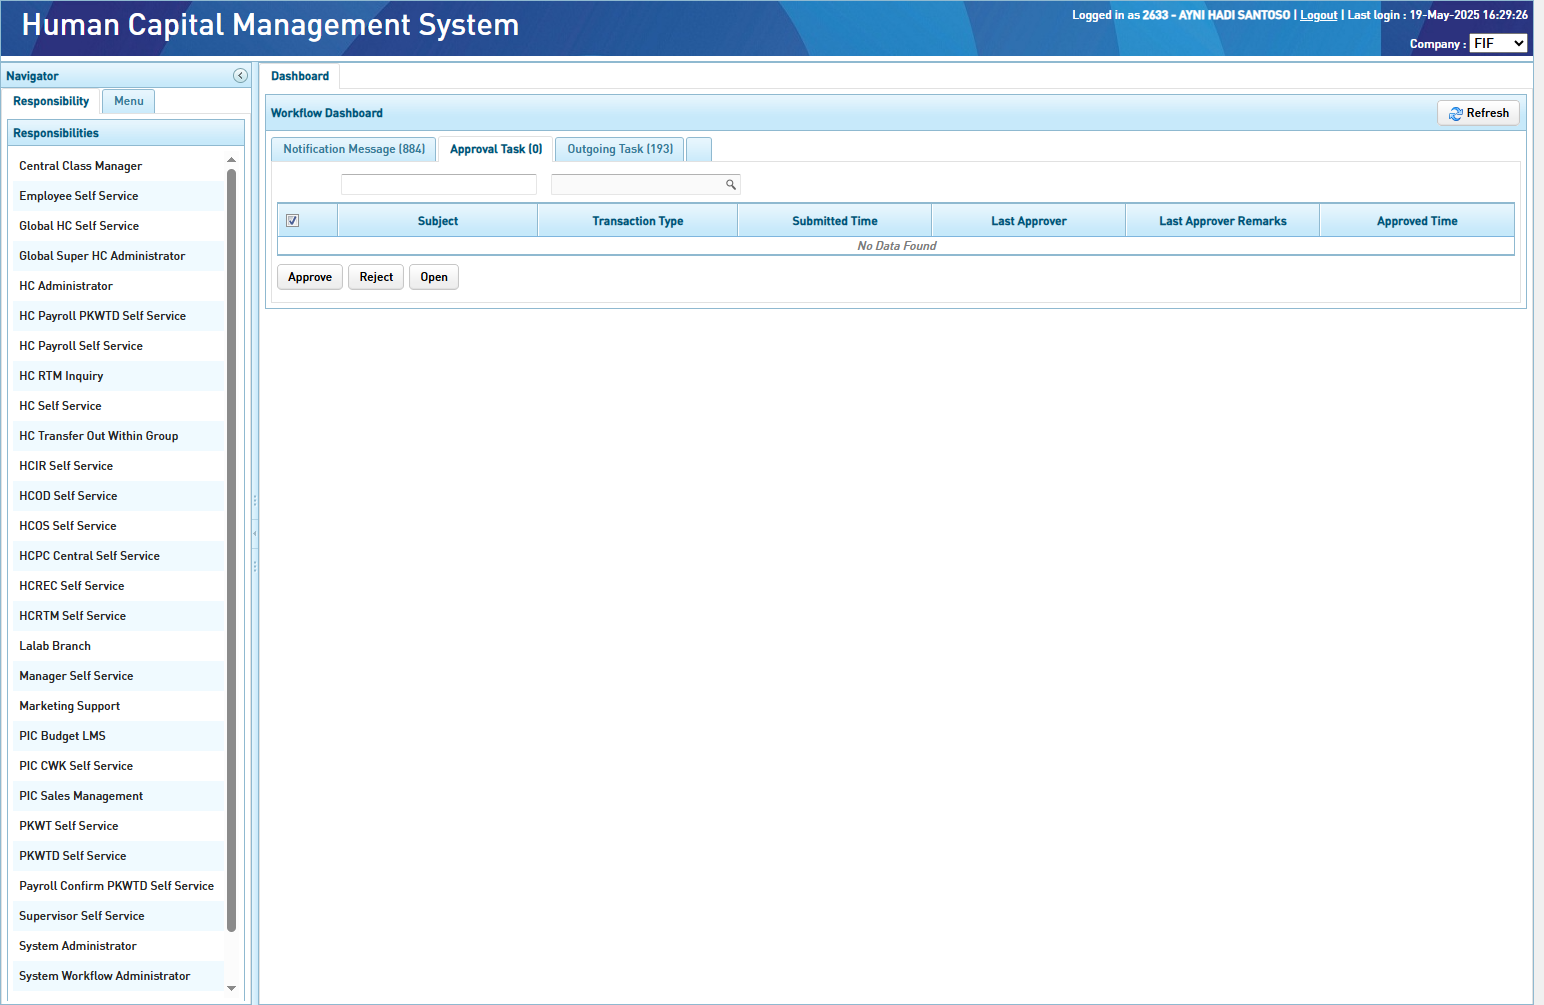 Human Capital Management System
Logged in as 2633 - AYNI HADI SANTOSO | Logout | Last login : 19-May-2025 16:29:26
Company : FIF
Navigator
Responsibility Menu
Responsibilities
Central Class Manager
Employee Self Service
Global HC Self Service
Global Super HC Administrator
HC Administrator
HC Payroll PKWTD Self Service
HC Payroll Self Service
HC RTM Inquiry
HC Self Service
HC Transfer Out Within Group
HCIR Self Service
HCOD Self Service
HCOS Self Service
HCPC Central Self Service
HCREC Self Service
HCRTM Self Service
Lalab Branch
Manager Self Service
Marketing Support
PIC Budget LMS
PIC CWK Self Service
PIC Sales Management
PKWT Self Service
PKWTD Self Service
Payroll Confirm PKWTD Self Service
Supervisor Self Service
System Administrator
System Workflow Administrator
Dashboard
Workflow Dashboard
Refresh
Notification Message (884) Approval Task (0) Outgoing Task (193)
Subject Transaction Type Submitted Time Last Approver Last Approver Remarks Approved Time
No Data Found
Approve Reject Open